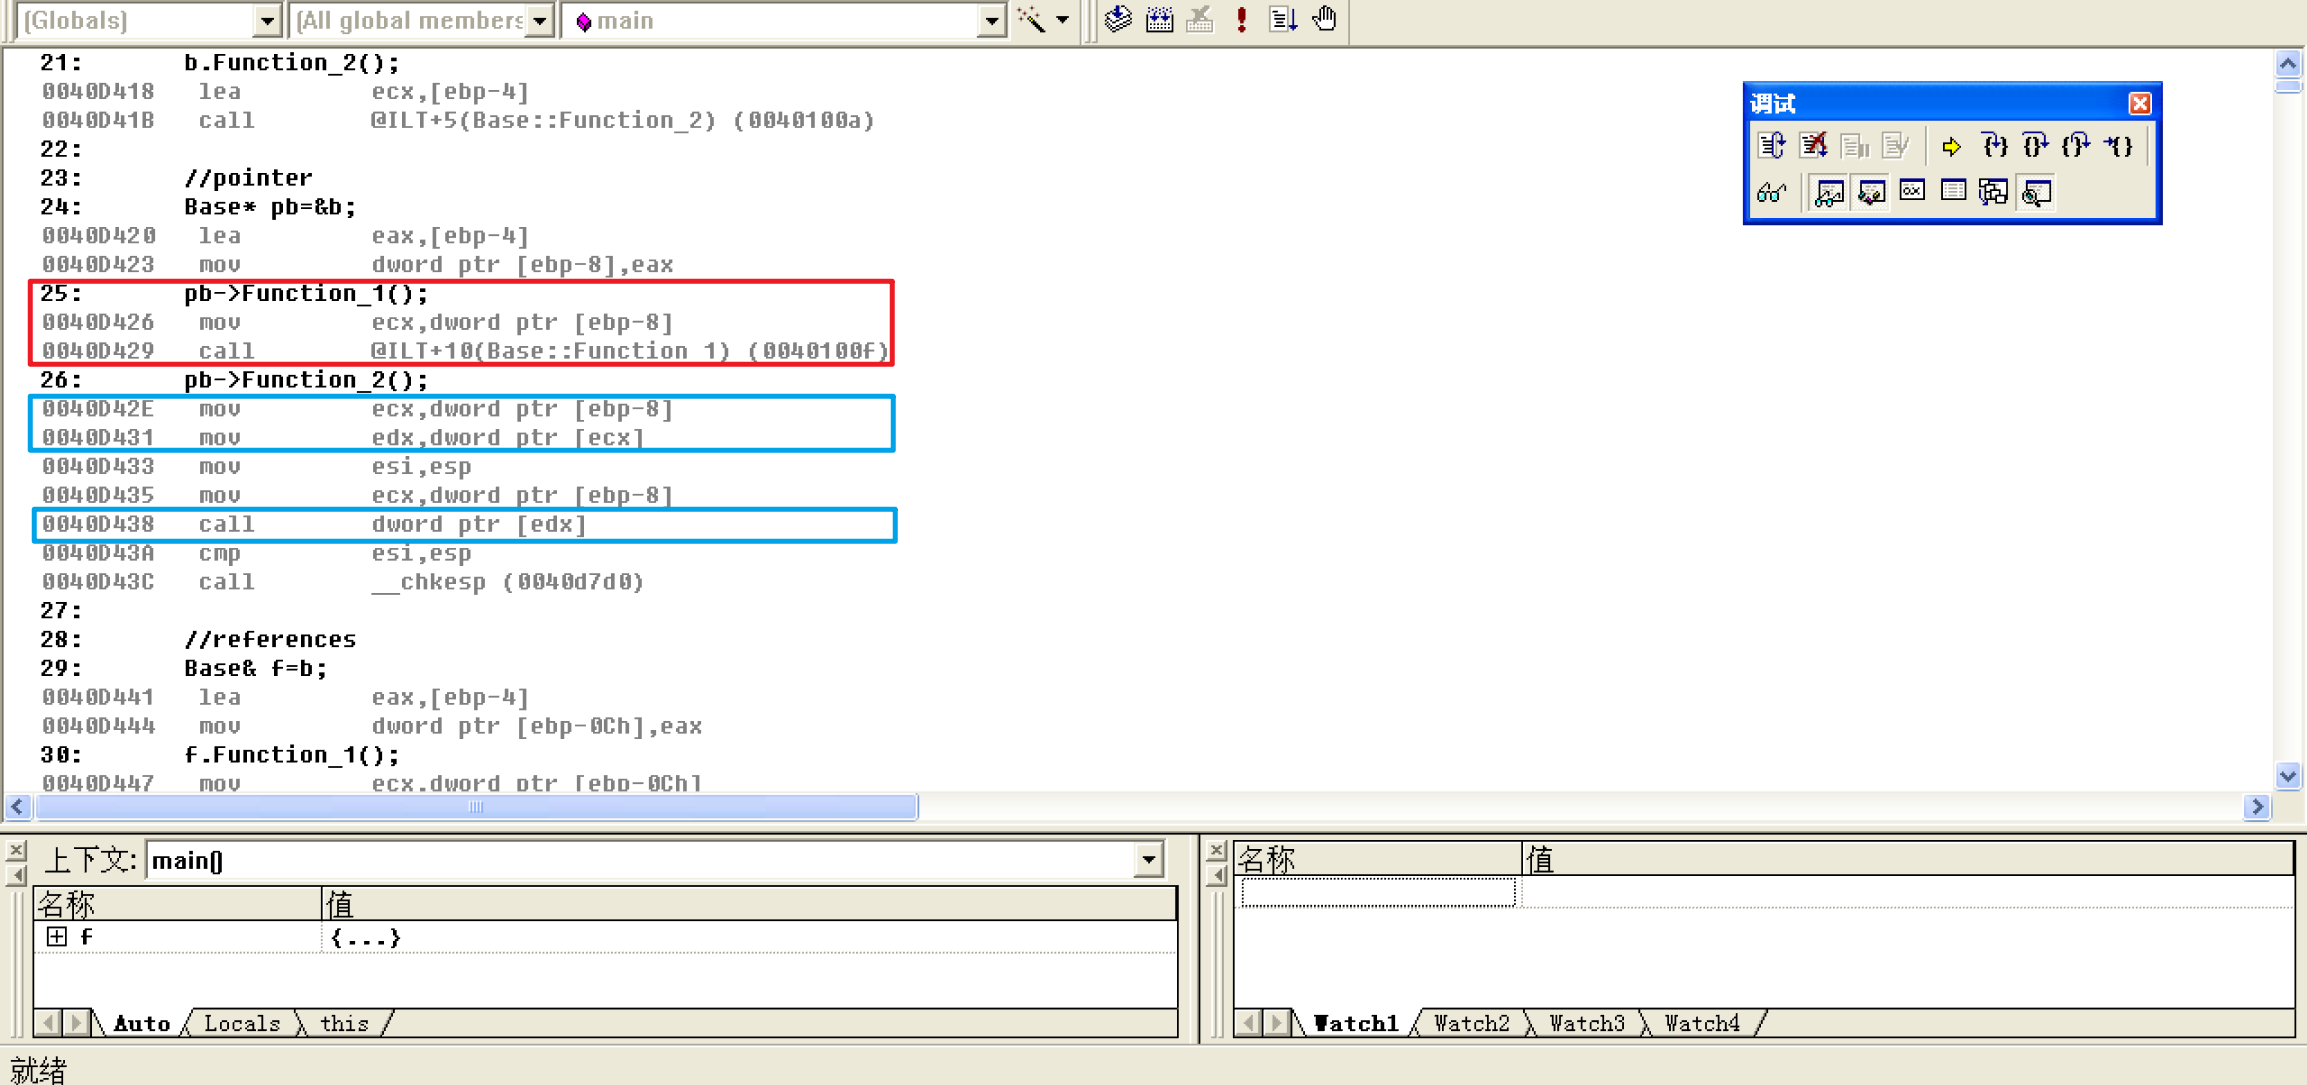 (Globals) (All global members main
21: b.Function_2();
0040D418 lea ecx,[ebp-4]
0040D41B call @ILT+5(Base::Function_2) (0040100a)
22:
23: //pointer
24: Base* pb=&b;
0040D420 lea eax,[ebp-4]
0040D423 mov dword ptr [ebp-8],eax
25: pb->Function_1();
0040D426 mov ecx,dword ptr [ebp-8]
0040D429 call @ILT+10(Base::Function_1) (0040100f)
26: pb->Function_2();
0040D42E mov ecx,dword ptr [ebp-8]
0040D431 mov edx,dword ptr [ecx]
0040D433 mov esi,esp
0040D435 mov ecx,dword ptr [ebp-8]
0040D438 call dword ptr [edx]
0040D43A cmp esi,esp
0040D43C call __chkesp (0040d7d0)
27:
28: //references
29: Base& f=b;
0040D441 lea eax,[ebp-4]
0040D444 mov dword ptr [ebp-0Ch],eax
30: f.Function_1();
0040D447 mov ecx,dword ptr [ebp-0Ch]
调试
上下文: main()
名称 值
f {...}
Auto Locals this
名称 值
Watch1 Watch2 Watch3 Watch4
就绪